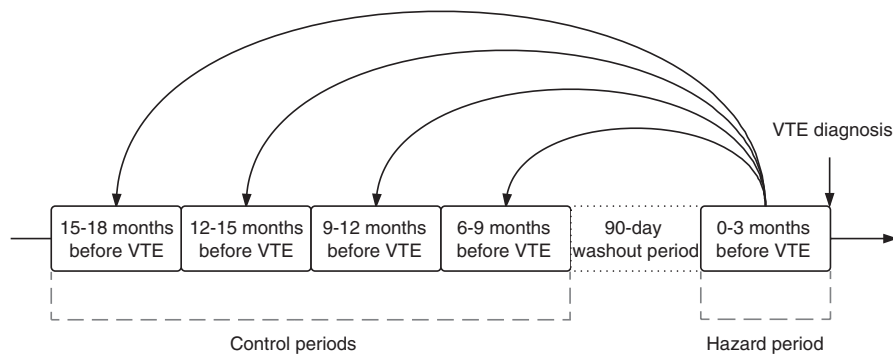 VTE diagnosis
15-18 months
before VTE
12-15 months
before VTE
9-12 months
before VTE
6-9 months
before VTE
90-day
washout period
0-3 months
before VTE
Control periods
Hazard period